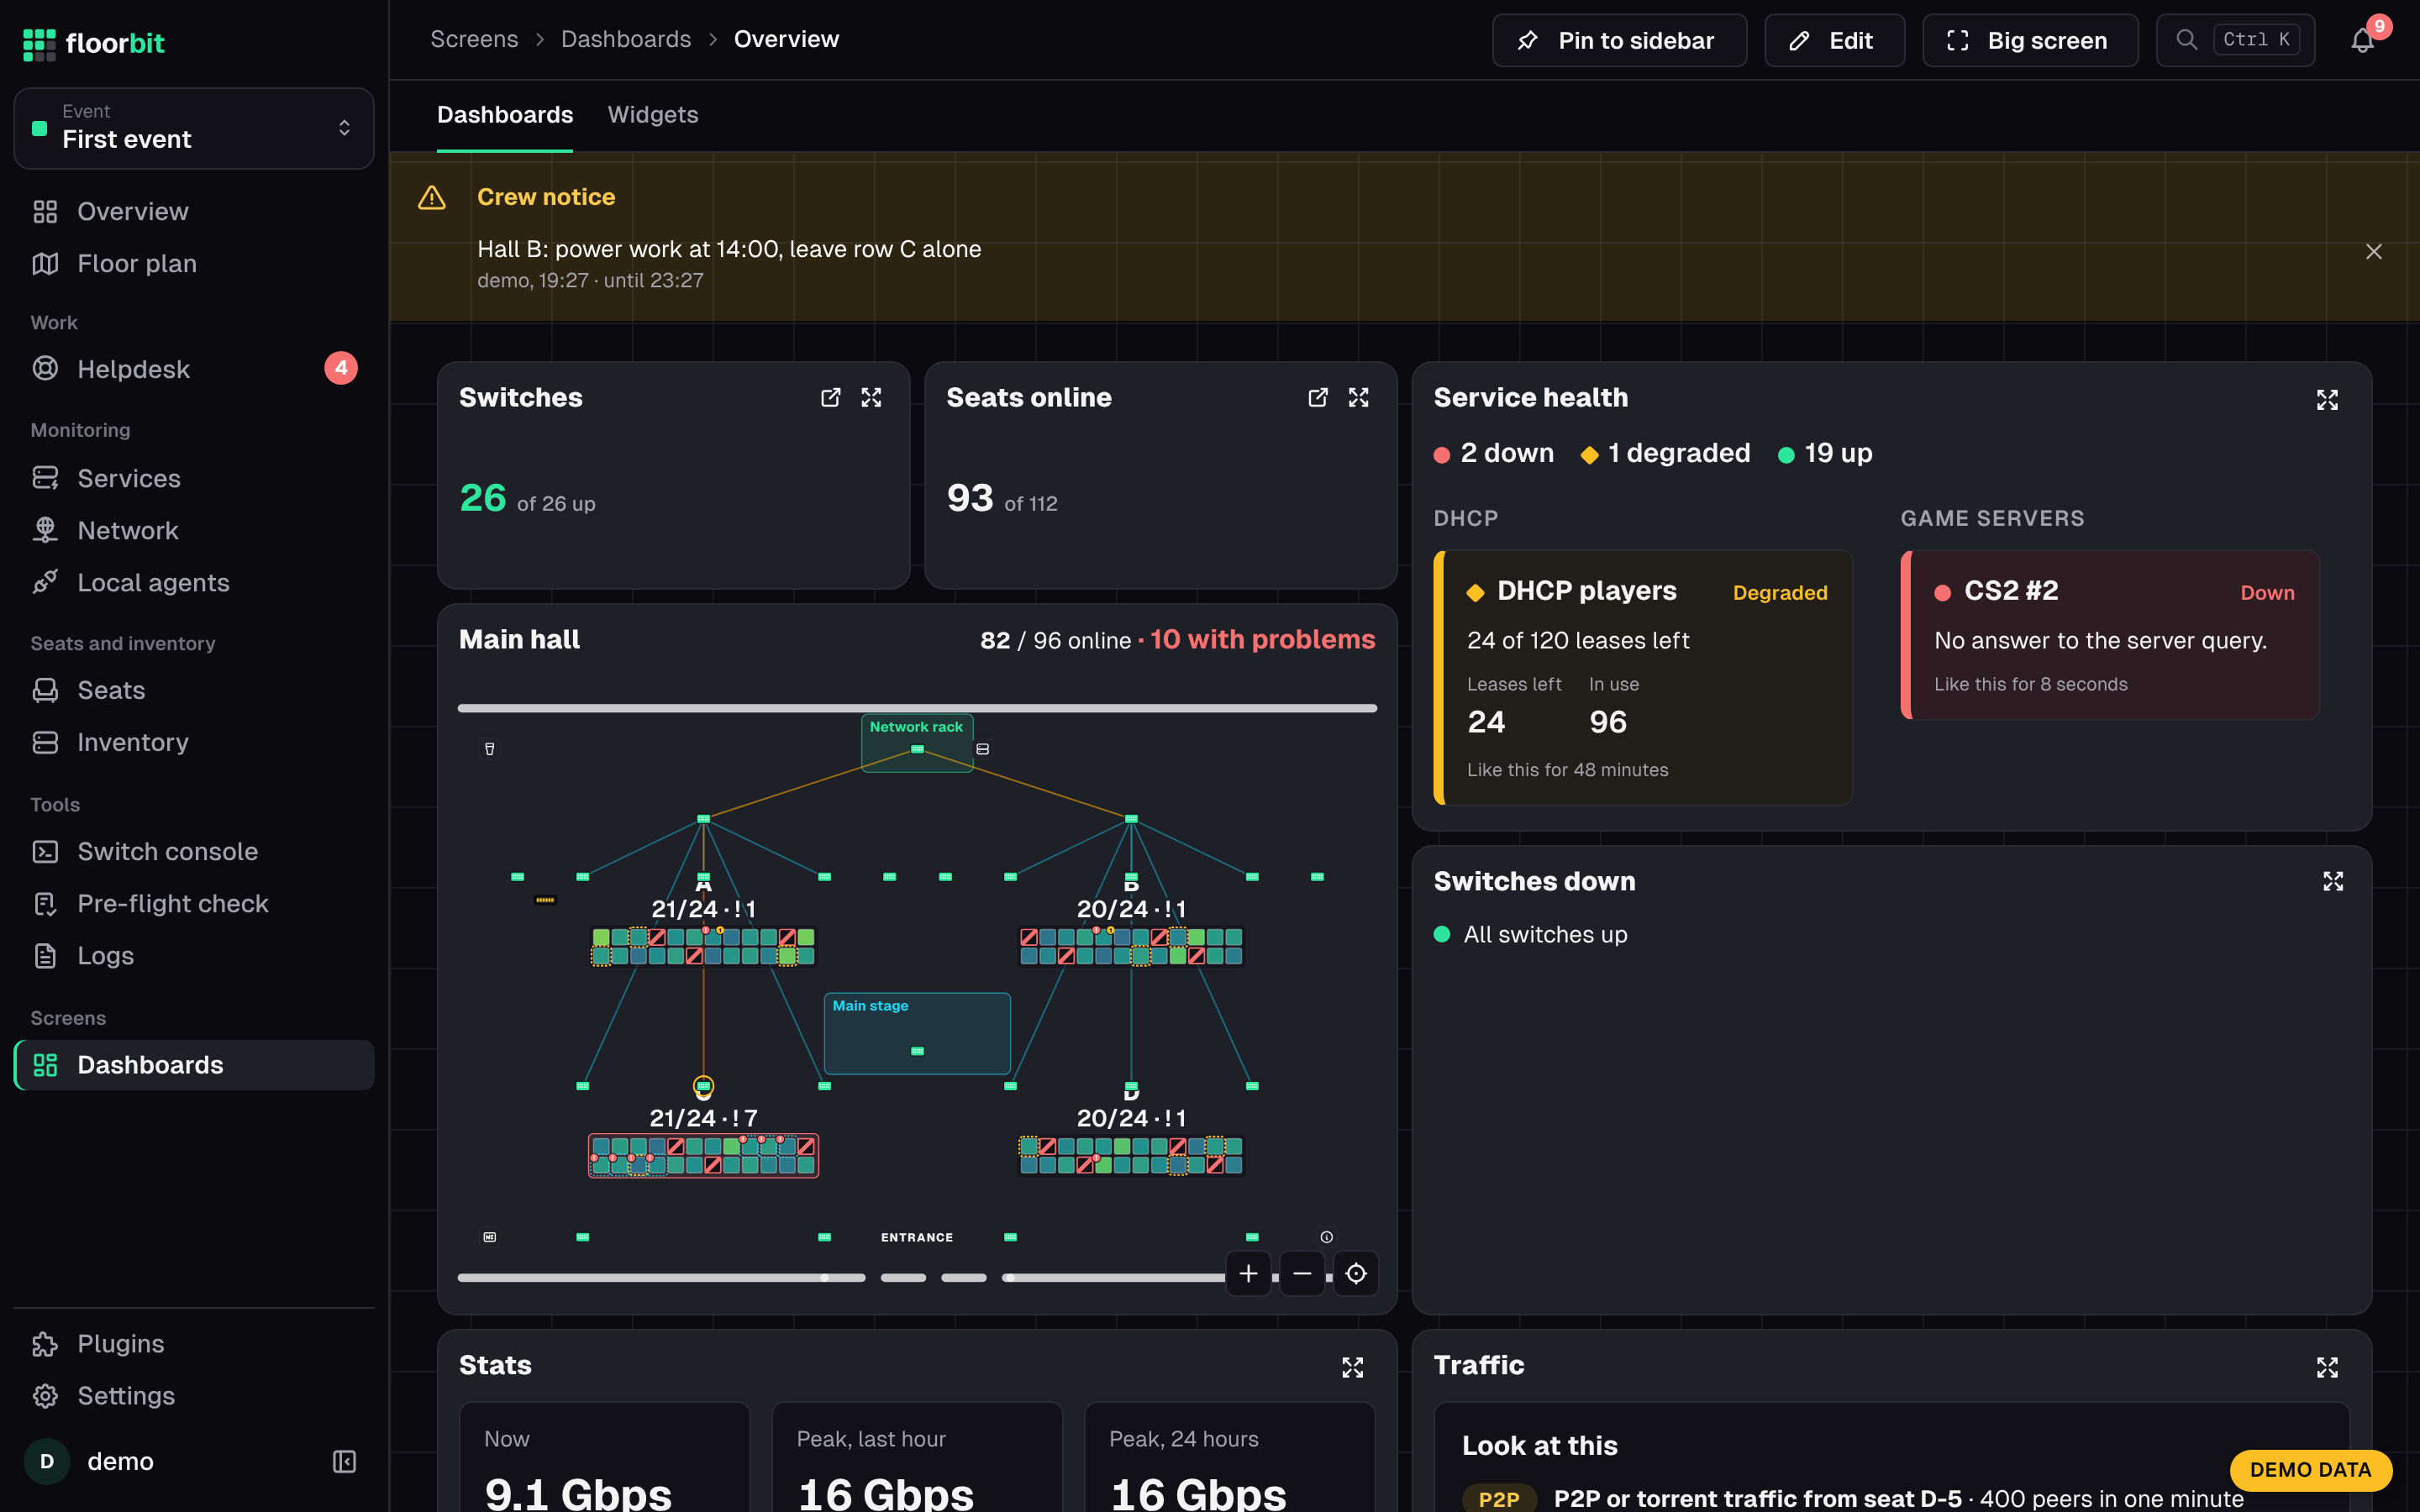 floorbit
Event
First event
Overview
Floor plan
Work
Helpdesk
4
Monitoring
Services
Network
Local agents
Seats and inventory
Seats
Inventory
Tools
Switch console
Pre-flight check
Logs
Screens
Dashboards
Plugins
Settings
D
demo
Screens > Dashboards > Overview
Pin to sidebar
Edit
Big screen
Ctrl K
9
Dashboards
Widgets
Crew notice
Hall B: power work at 14:00, leave row C alone
demo, 19:27 · until 23:27
Switches
26 of 26 up
Seats online
93 of 112
Service health
2 down
1 degraded
19 up
DHCP
DHCP players
Degraded
24 of 120 leases left
Leases left
In use
24
96
Like this for 48 minutes
GAME SERVERS
CS2 #2
Down
No answer to the server query.
Like this for 8 seconds
Main hall
82 / 96 online · 10 with problems
Network rack
A
21/24 · ! 1
B
20/24 · ! 1
Main stage
21/24 · ! 7
D
20/24 · ! 1
WC
ENTRANCE
Switches down
All switches up
Stats
Now
9.1 Gbps
Peak, last hour
16 Gbps
Peak, 24 hours
16 Gbps
Traffic
Look at this
P2P
P2P or torrent traffic from seat D-5 · 400 peers in one minute
DEMO DATA